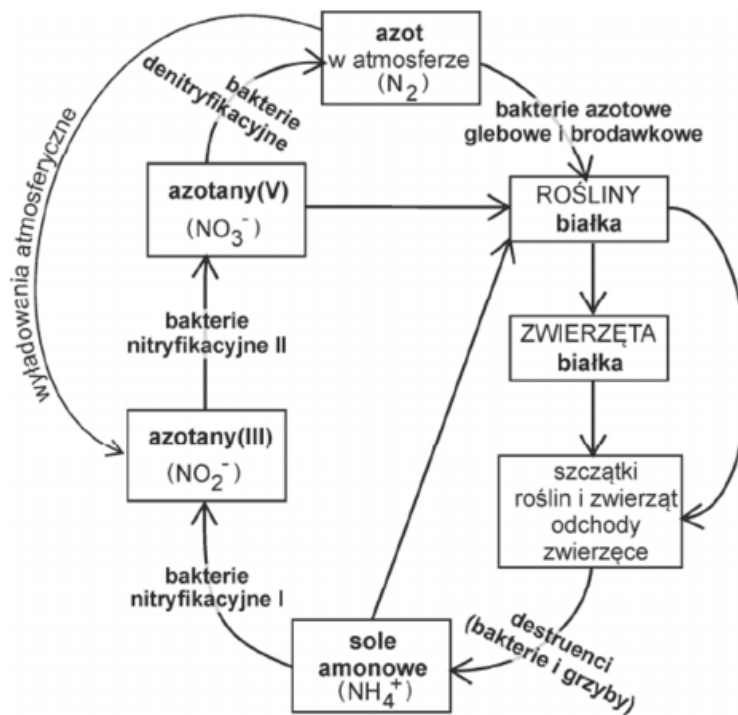 azot
w atmosferze
(N₂)
bakterie
denitryfikacyjne
bakterie azotowe
glebowe i brodawkowe
wyładowania atmosferyczne
azotany(V)
(NO₃⁻)
ROŚLINY
białka
bakterie
nitryfikacyjne II
ZWIERZĘTA
białka
azotany(III)
(NO₂⁻)
szczątki
roślin i zwierząt
odchody
zwierzęce
bakterie
nitryfikacyjne I
destruenci
(bakterie i grzyby)
sole
amonowe
(NH₄⁺)